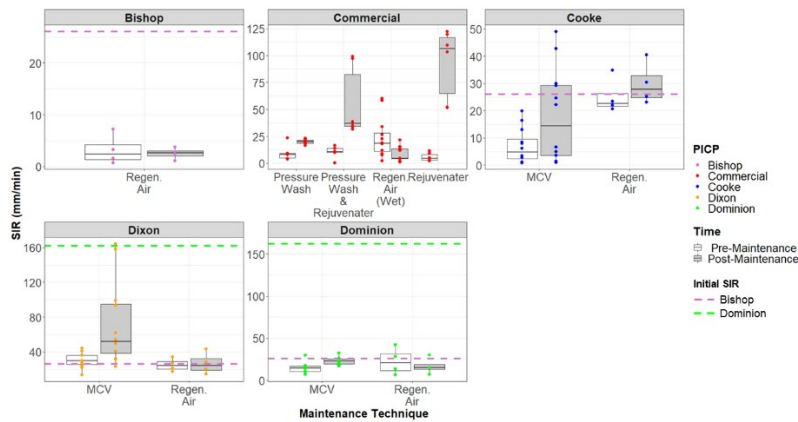 Bishop
Commercial
Cooke
20
10
0
Regen.
Air
125
100
75
50
25
0
Pressure
Wash
Pressure
Wash
&
Rejuvenater
Regen.
Air
(Wet)
Rejuvenater
50
40
30
20
10
0
MCV
Regen.
Air
SIR (mm/min)
Dixon
Dominion
160
120
80
40
MCV
Regen.
Air
150
100
50
0
MCV
Regen.
Air
Maintenance Technique
PICP
Bishop
Commercial
Cooke
Dixon
Dominion
Time
Pre-Maintenance
Post-Maintenance
Initial SIR
Bishop
Dominion